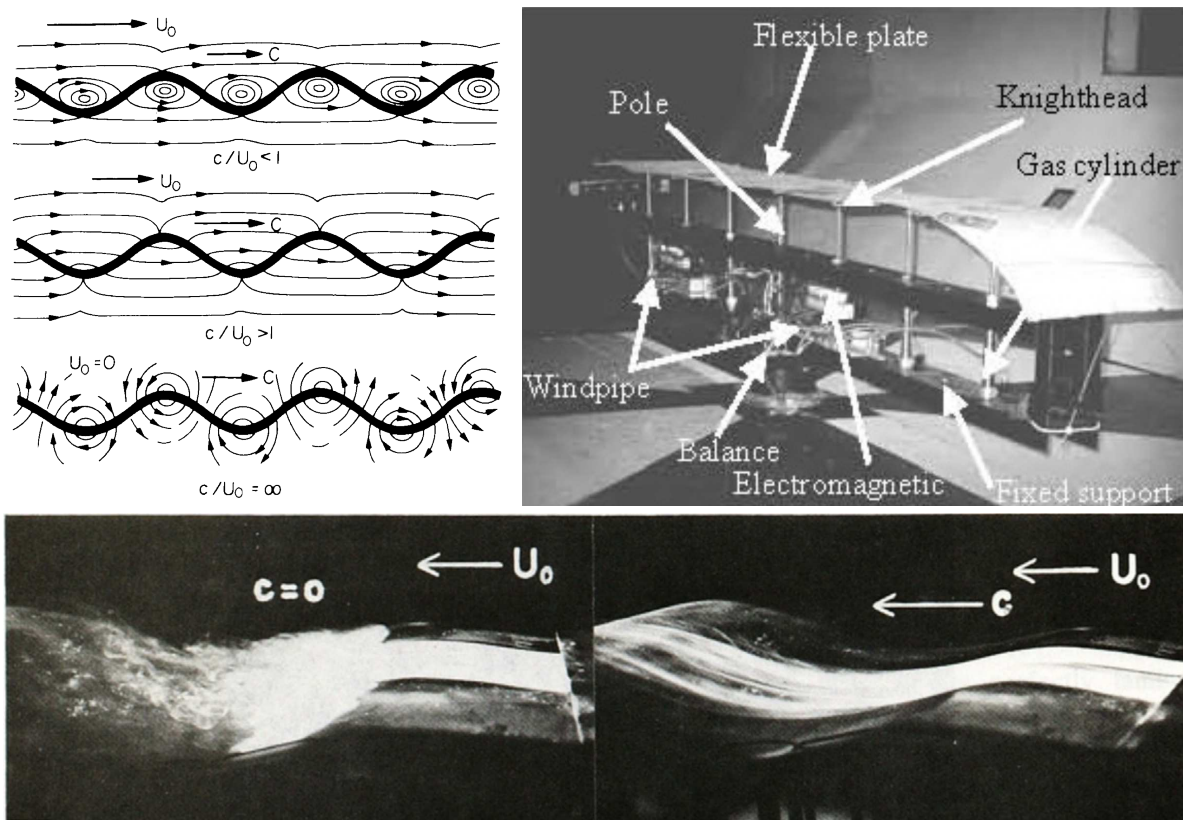 U₀
C
c/U₀<1
U₀
C
c/U₀>1
U₀=0
C
c/U₀=∞
Flexible plate
Pole
Knighthead
Gas cylinder
Windpipe
Balance
Electromagnetic
Fixed support
c=0
U₀
U₀
c